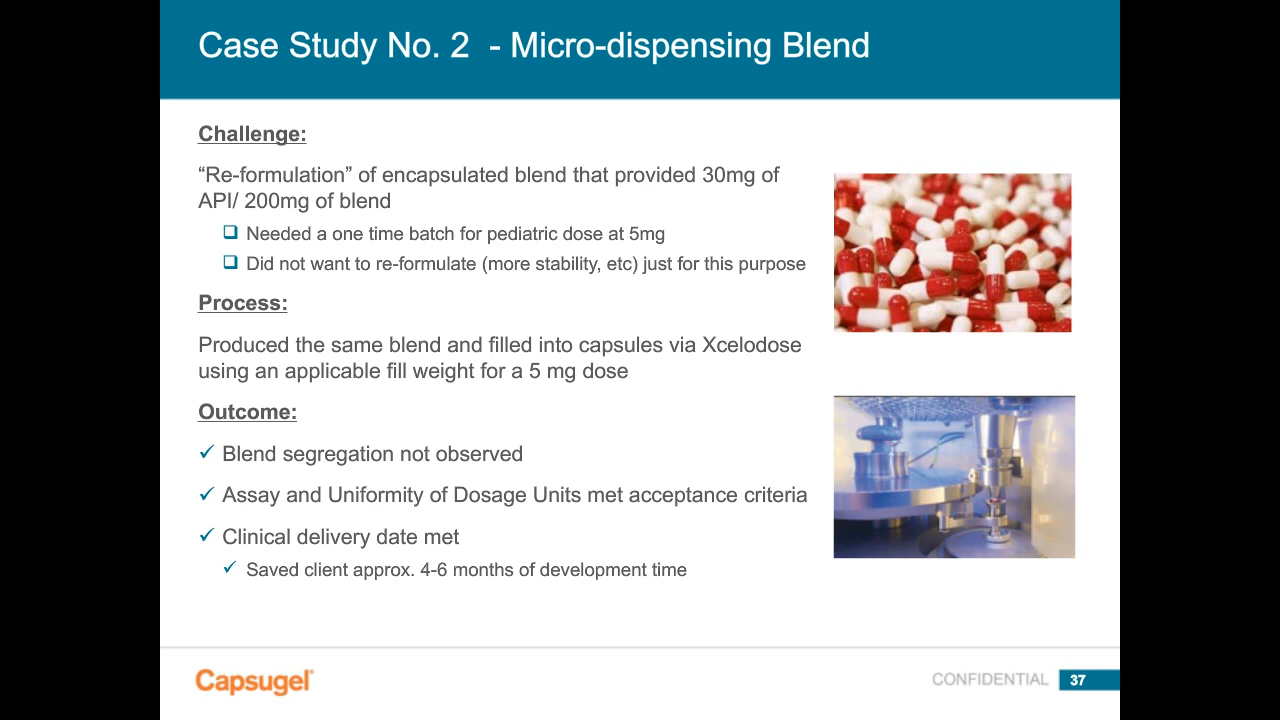 Case Study No. 2  - Micro-dispensing Blend
Challenge:
“Re-formulation” of encapsulated blend that provided 30mg of
API/ 200mg of blend
Needed a one time batch for pediatric dose at 5mg
Did not want to re-formulate (more stability, etc) just for this purpose
Process:
Produced the same blend and filled into capsules via Xcelodose
using an applicable fill weight for a 5 mg dose
Outcome:
Blend segregation not observed
Assay and Uniformity of Dosage Units met acceptance criteria
Clinical delivery date met
Saved client approx. 4-6 months of development time
Capsugel®
CONFIDENTIAL 37